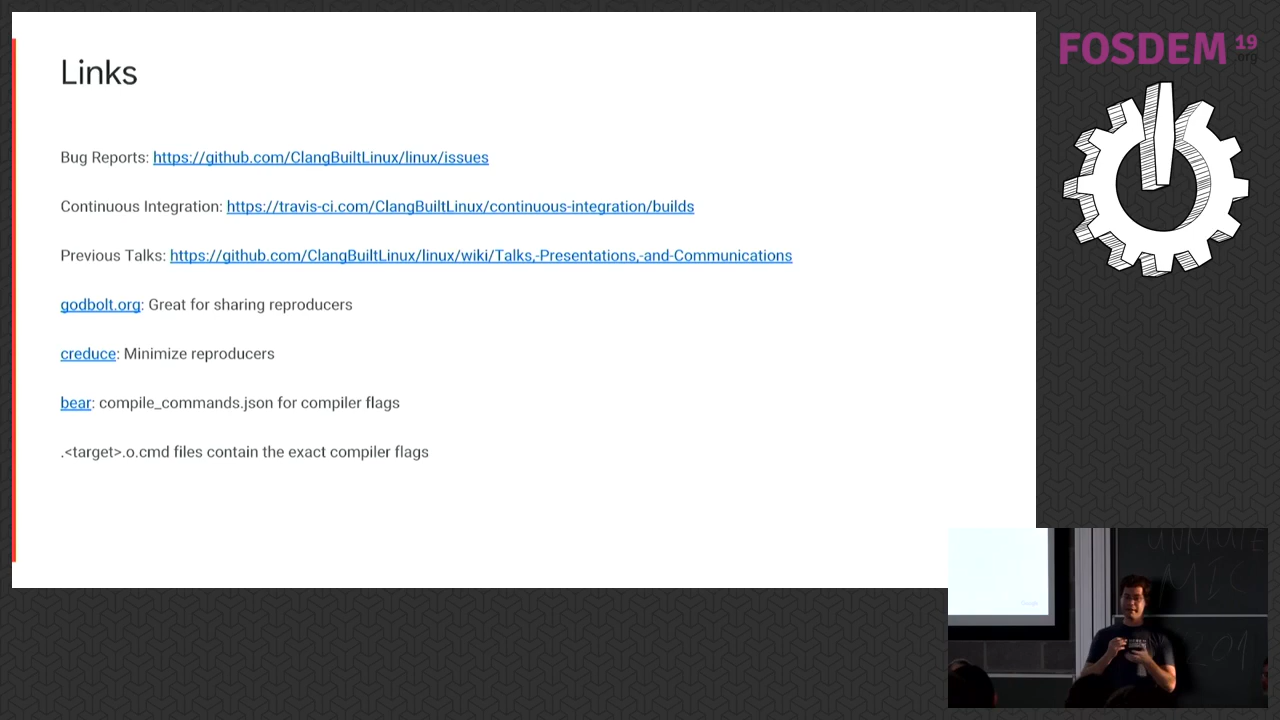 Links
Bug Reports: https://github.com/ClangBuiltLinux/linux/issues
Continuous Integration: https://travis-ci.com/ClangBuiltLinux/continuous-integration/builds
Previous Talks: https://github.com/ClangBuiltLinux/linux/wiki/Talks,-Presentations,-and-Communications
godbolt.org: Great for sharing reproducers
creduce: Minimize reproducers
bear: compile_commands.json for compiler flags
.<target>.o.cmd files contain the exact compiler flags
FOSDEM 19
.org
UNMUTE
MIC